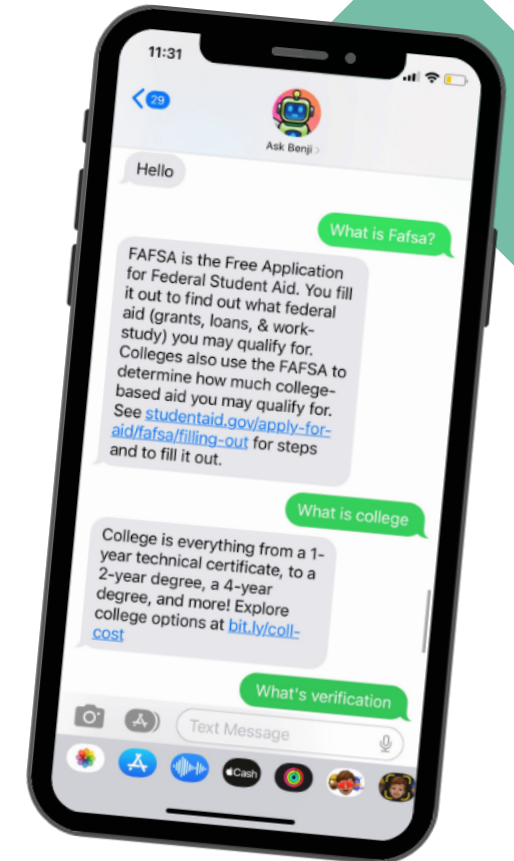 11:31
29
Ask Benji >
Hello
What is Fafsa?
FAFSA is the Free Application
for Federal Student Aid. You fill
it out to find out what federal
aid (grants, loans, & work-
study) you may qualify for.
Colleges also use the FAFSA to
determine how much college-
based aid you may qualify for.
See studentaid.gov/apply-for-
aid/fafsa/filling-out for steps
and to fill it out.
What is college
College is everything from a 1-
year technical certificate, to a
2-year degree, a 4-year
degree, and more! Explore
college options at bit.ly/coll-
cost
What's verification
Text Message
Cash